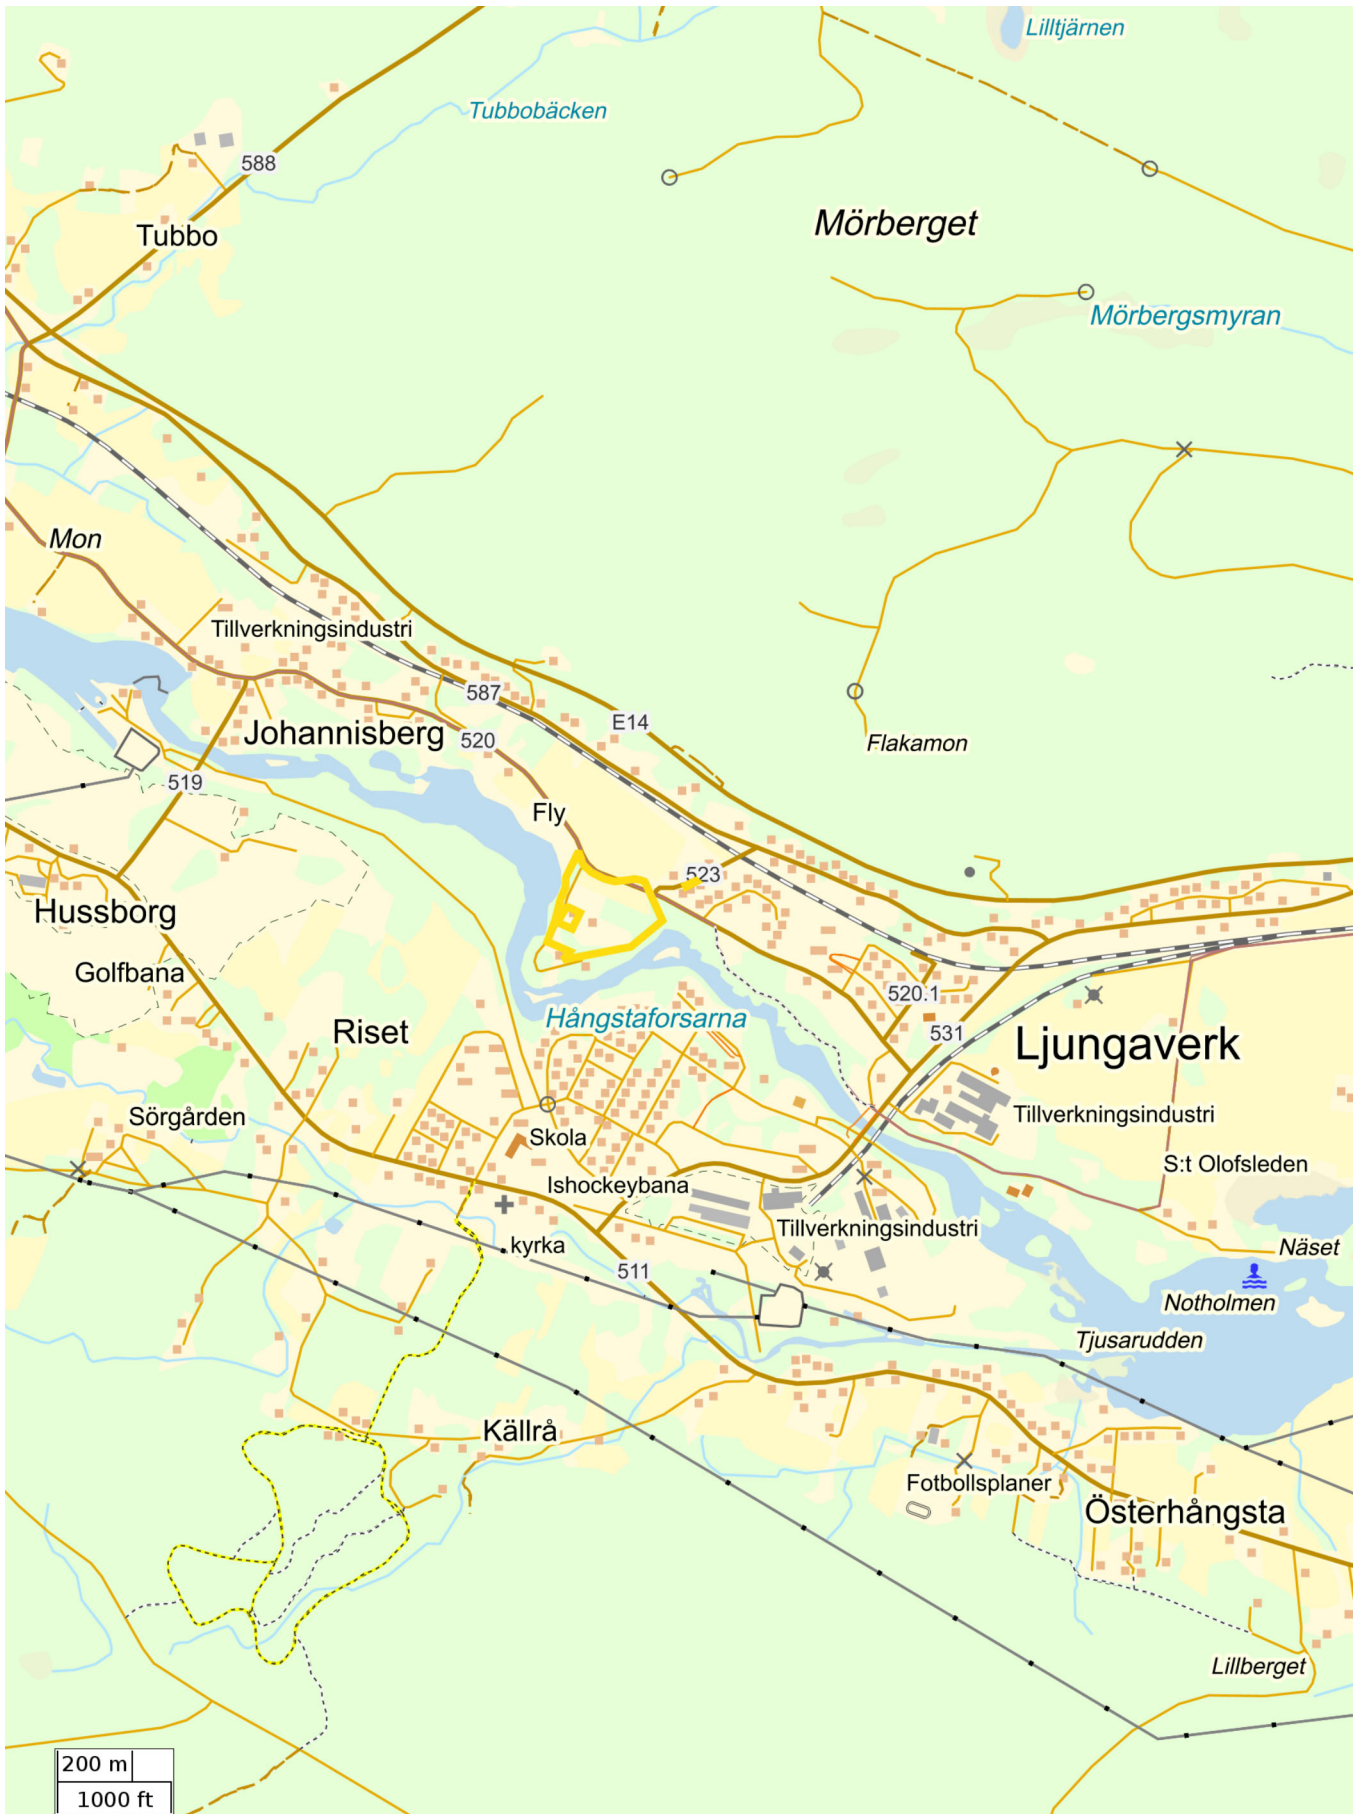 Lilltjärnen
Tubbobäcken
588
Mörberget
Tubbo
Mörbergsmyran
Mon
Tillverkningsindustri
587
E14
Johannisberg
520
Flakamon
519
Fly
523
Hussborg
Golfbana
520.1
Hångstaforsarna
Riset
531
Ljungaverk
Sörgården
Tillverkningsindustri
Skola
S:t Olofsleden
Ishockeybana
Tillverkningsindustri
kyrka
Näset
511
Notholmen
Tjusarudden
Källrå
Fotbollsplaner
Österhångsta
Lillberget
200 m
1000 ft